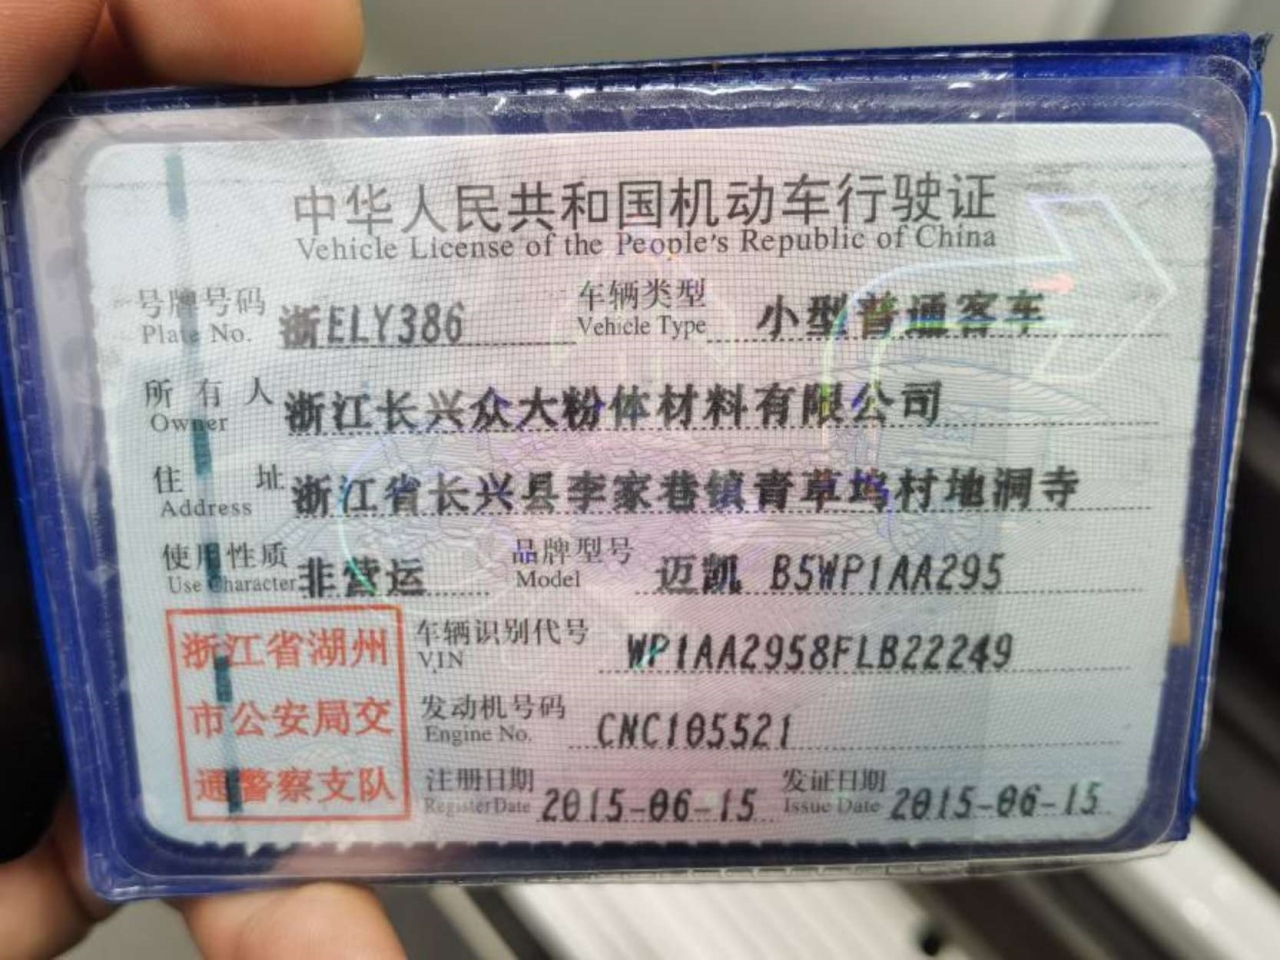 中华人民共和国机动车行驶证
Vehicle License of the People's Republic of China
号牌号码 浙ELY386 车辆类型 小型普通客车
Plate No. Vehicle Type
所有人 浙江长兴众大粉体材料有限公司
Owner
住址 浙江省长兴县李家巷镇青草坞村地洞寺
Address
使用性质 非营运 品牌型号 迈凯 B5WP1AA295
Use Character Model
浙江省湖州
市公安局交
通警察支队
车辆识别代号 WP1AA2958FLB22249
VIN
发动机号码 CNC105521
Engine No.
注册日期 2015-06-15 发证日期 2015-06-15
Register Date Issue Date